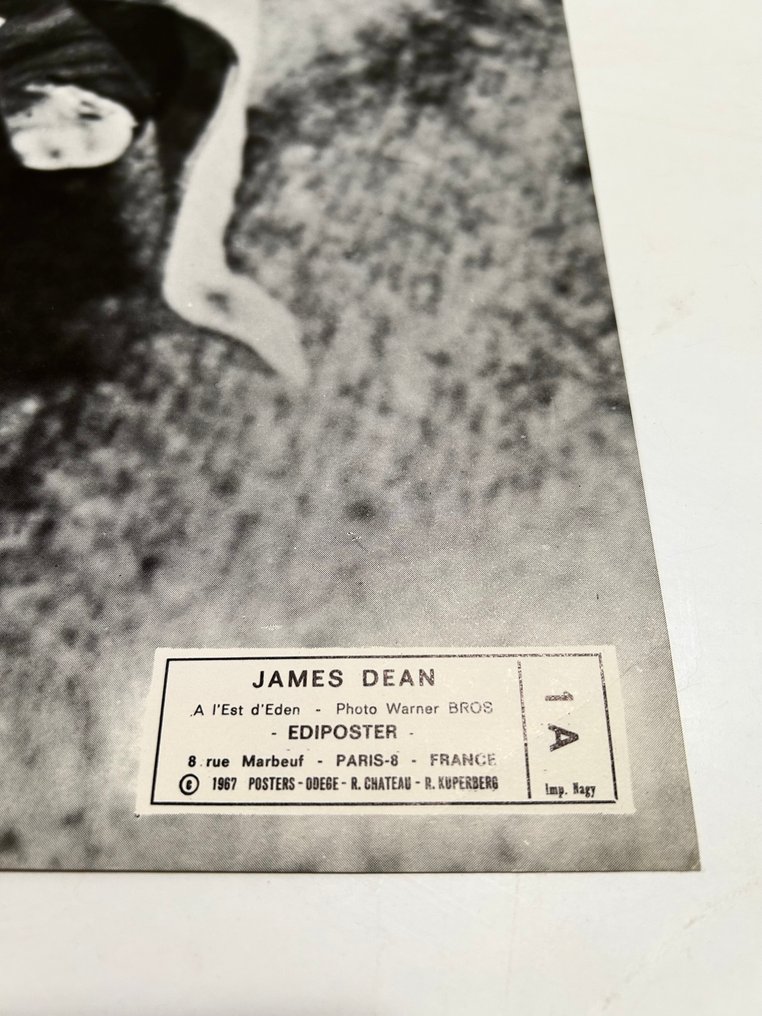 JAMES DEAN
A l'Est d'Eden - Photo Warner BROS
- EDIPOSTER -
8 rue Marbeuf - PARIS-8 - FRANCE
© 1967 POSTERS - ODEGE - R. CHATEAU - R. KUPERBERG
1 A
Imp. Nagy